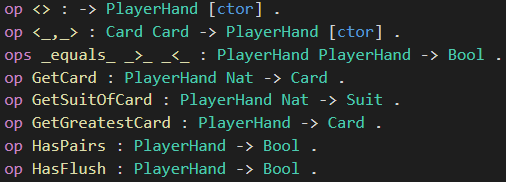 op <> : -> PlayerHand [ctor] .
op <_,_> : Card Card -> PlayerHand [ctor] .
ops _equals_ _>_ _<_ : PlayerHand PlayerHand -> Bool .
op GetCard : PlayerHand Nat -> Card .
op GetSuitOfCard : PlayerHand Nat -> Suit .
op GetGreatestCard : PlayerHand -> Card .
op HasPairs : PlayerHand -> Bool .
op HasFlush : PlayerHand -> Bool .